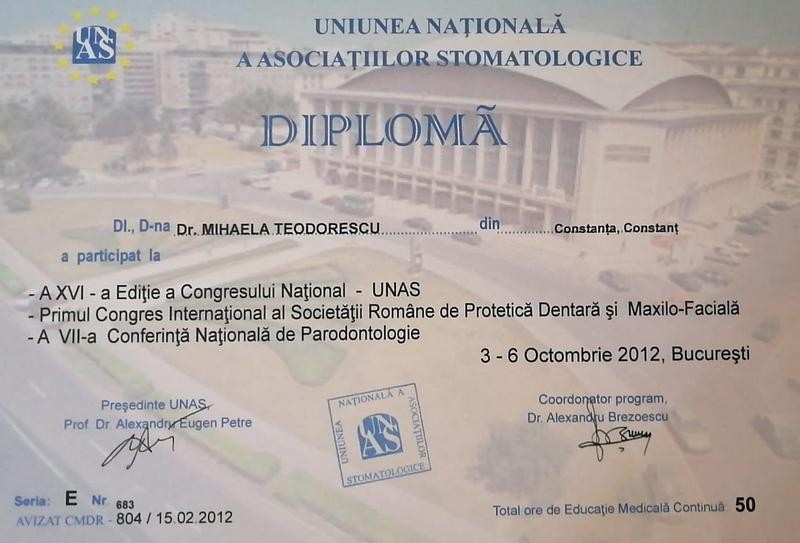 UNAS
UNIUNEA NAŢIONALĂ
A ASOCIAŢIILOR STOMATOLOGICE
DIPLOMĂ
Dl., D-na Dr. MIHAELA TEODORESCU din Constanţa, Constanţ
a participat la
- A XVI - a Ediţie a Congresului Naţional - UNAS
- Primul Congres Internaţional al Societăţii Române de Protetică Dentară şi Maxilo-Facială
- A VII-a Conferinţă Naţională de Parodontologie
3 - 6 Octombrie 2012, Bucureşti
Preşedinte UNAS,
Prof. Dr. Alexandru Eugen Petre
UNIUNEA NAŢIONALĂ A ASOCIAŢIILOR STOMATOLOGICE
UNAS
Coordonator program,
Dr. Alexandru Brezoescu
Seria: E Nr 683
AVIZAT CMDR - 804 / 15.02.2012
Total ore de Educaţie Medicală Continuă 50